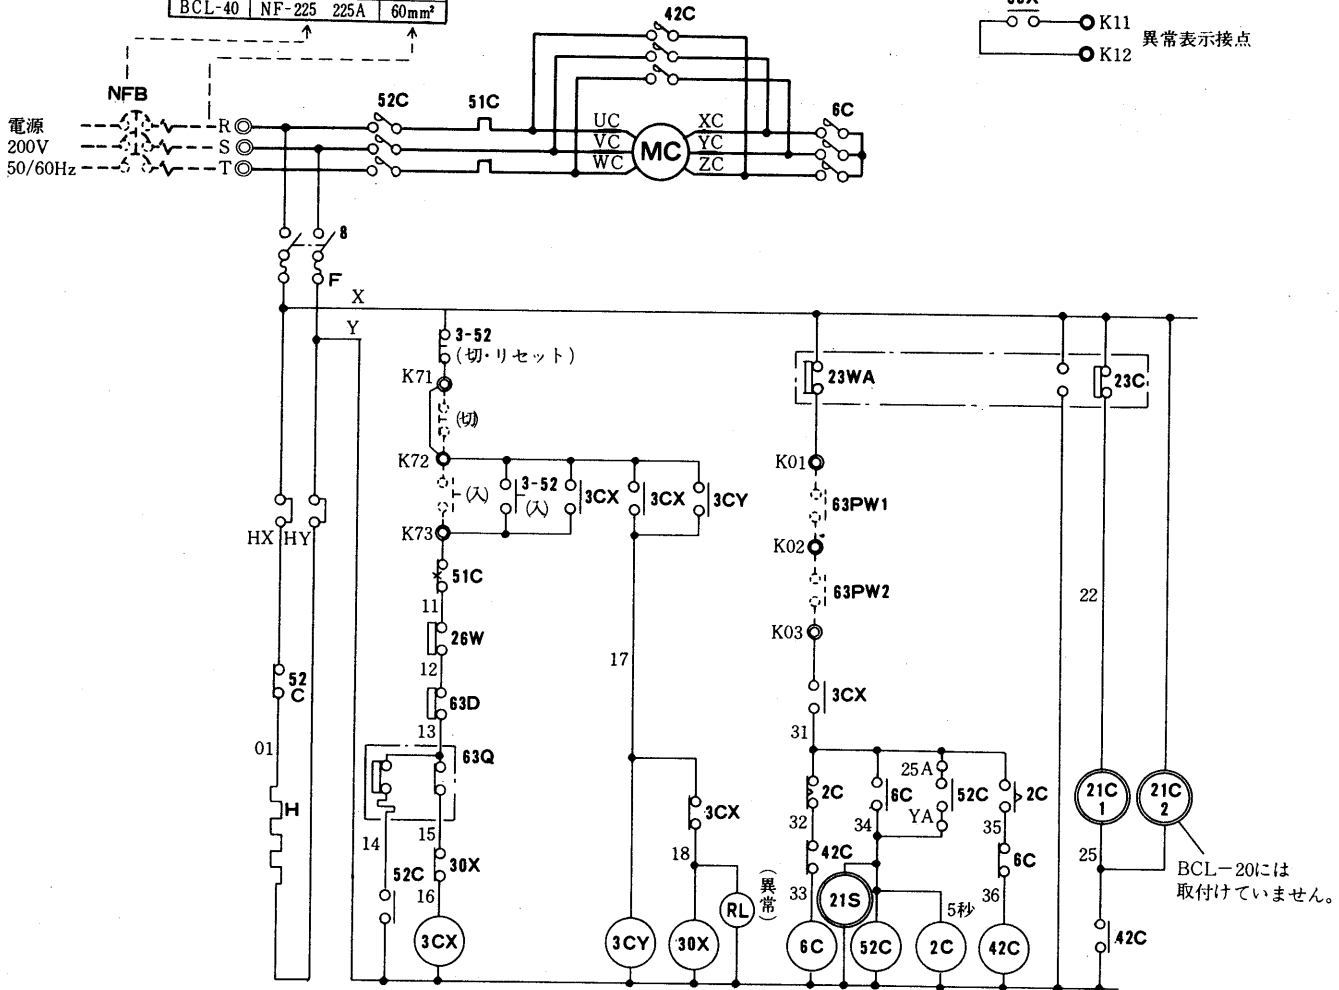 BCL-40 NF-225 225A 60mm²
42C
K11
異常表示接点
K12
NFB
52C
51C
6C
電源
200V
50/60Hz
R
S
T
UC
VC
WC
MC
XC
YC
ZC
8
F
X
Y
3-52
(切・リセット)
K71
(切)
K72
(入)
3-52
(入)
3CX
3CX
3CY
K73
23WA
23C
K01
63PW1
K02
63PW2
K03
HX
HY
51C
11
26W
12
63D
13
63Q
52
C
01
H
14
15
52C
30X
16
3CX
17
3CX
18
RL
(異常)
3CY
30X
3CX
31
2C
32
42C
33
6C
34
25A
YA
52C
2C
35
6C
36
21S
5秒
6C
52C
2C
42C
22
21C
1
21C
2
25
42C
BCL-20には
取付けていません。